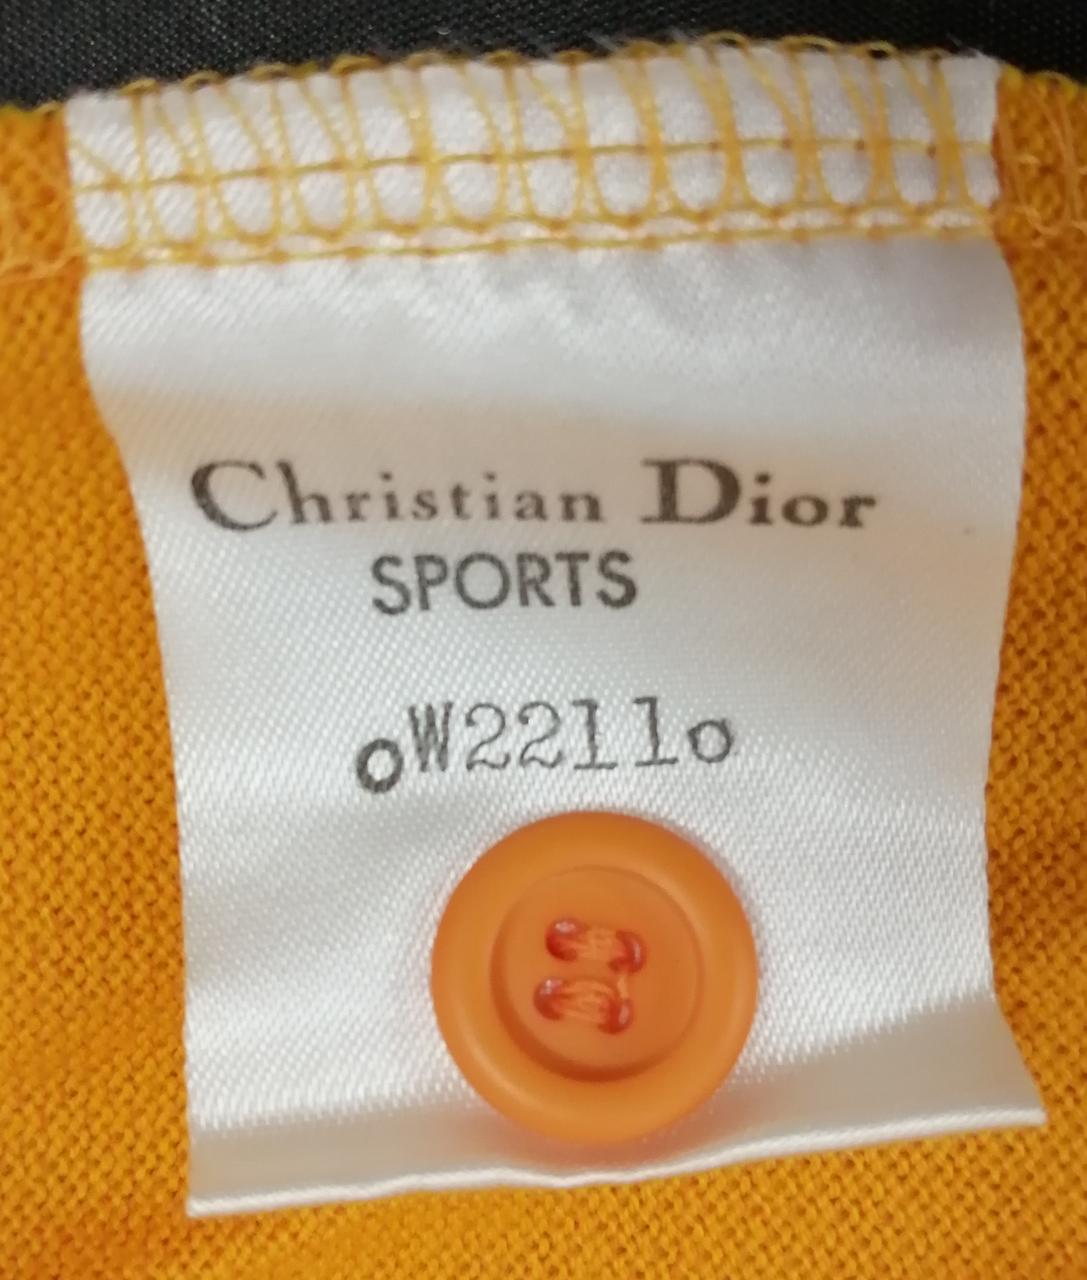 Christian Dior
SPORTS
oW2211o